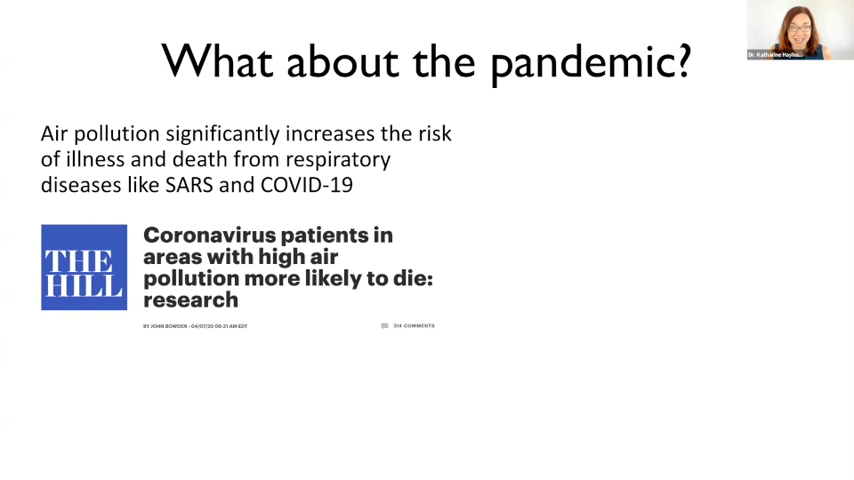 What about the pandemic?
Dr. Katharine Hayho...
Air pollution significantly increases the risk
of illness and death from respiratory
diseases like SARS and COVID-19
THE
HILL
Coronavirus patients in
areas with high air
pollution more likely to die:
research
BY JOHN BOWDEN - 04/07/20 09:31 AM EDT
314 COMMENTS